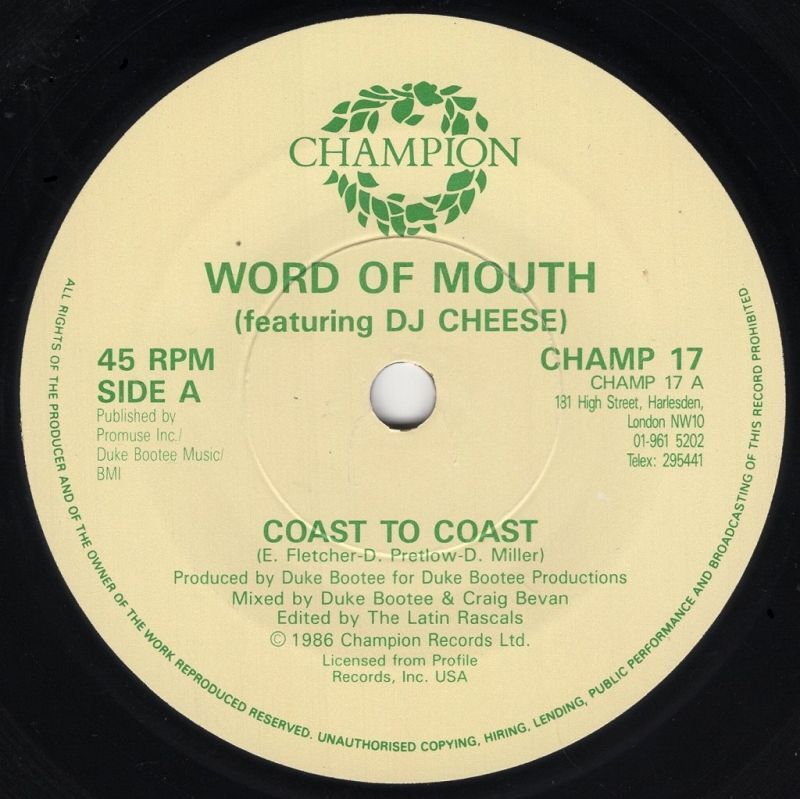 CHAMPION
WORD OF MOUTH
(featuring DJ CHEESE)
45 RPM
SIDE A
Published by
Promuse Inc./
Duke Bootee Music/
BMI
CHAMP 17
CHAMP 17 A
181 High Street, Harlesden,
London NW10
01-961 5202
Telex: 295441
COAST TO COAST
(E. Fletcher-D. Pretlow-D. Miller)
Produced by Duke Bootee for Duke Bootee Productions
Mixed by Duke Bootee & Craig Bevan
Edited by The Latin Rascals
© 1986 Champion Records Ltd.
Licensed from Profile
Records, Inc. USA
ALL RIGHTS OF THE PRODUCER AND OF THE OWNER OF THE WORK REPRODUCED RESERVED. UNAUTHORISED COPYING, HIRING, LENDING, PUBLIC PERFORMANCE AND BROADCASTING OF THIS RECORD PROHIBITED.